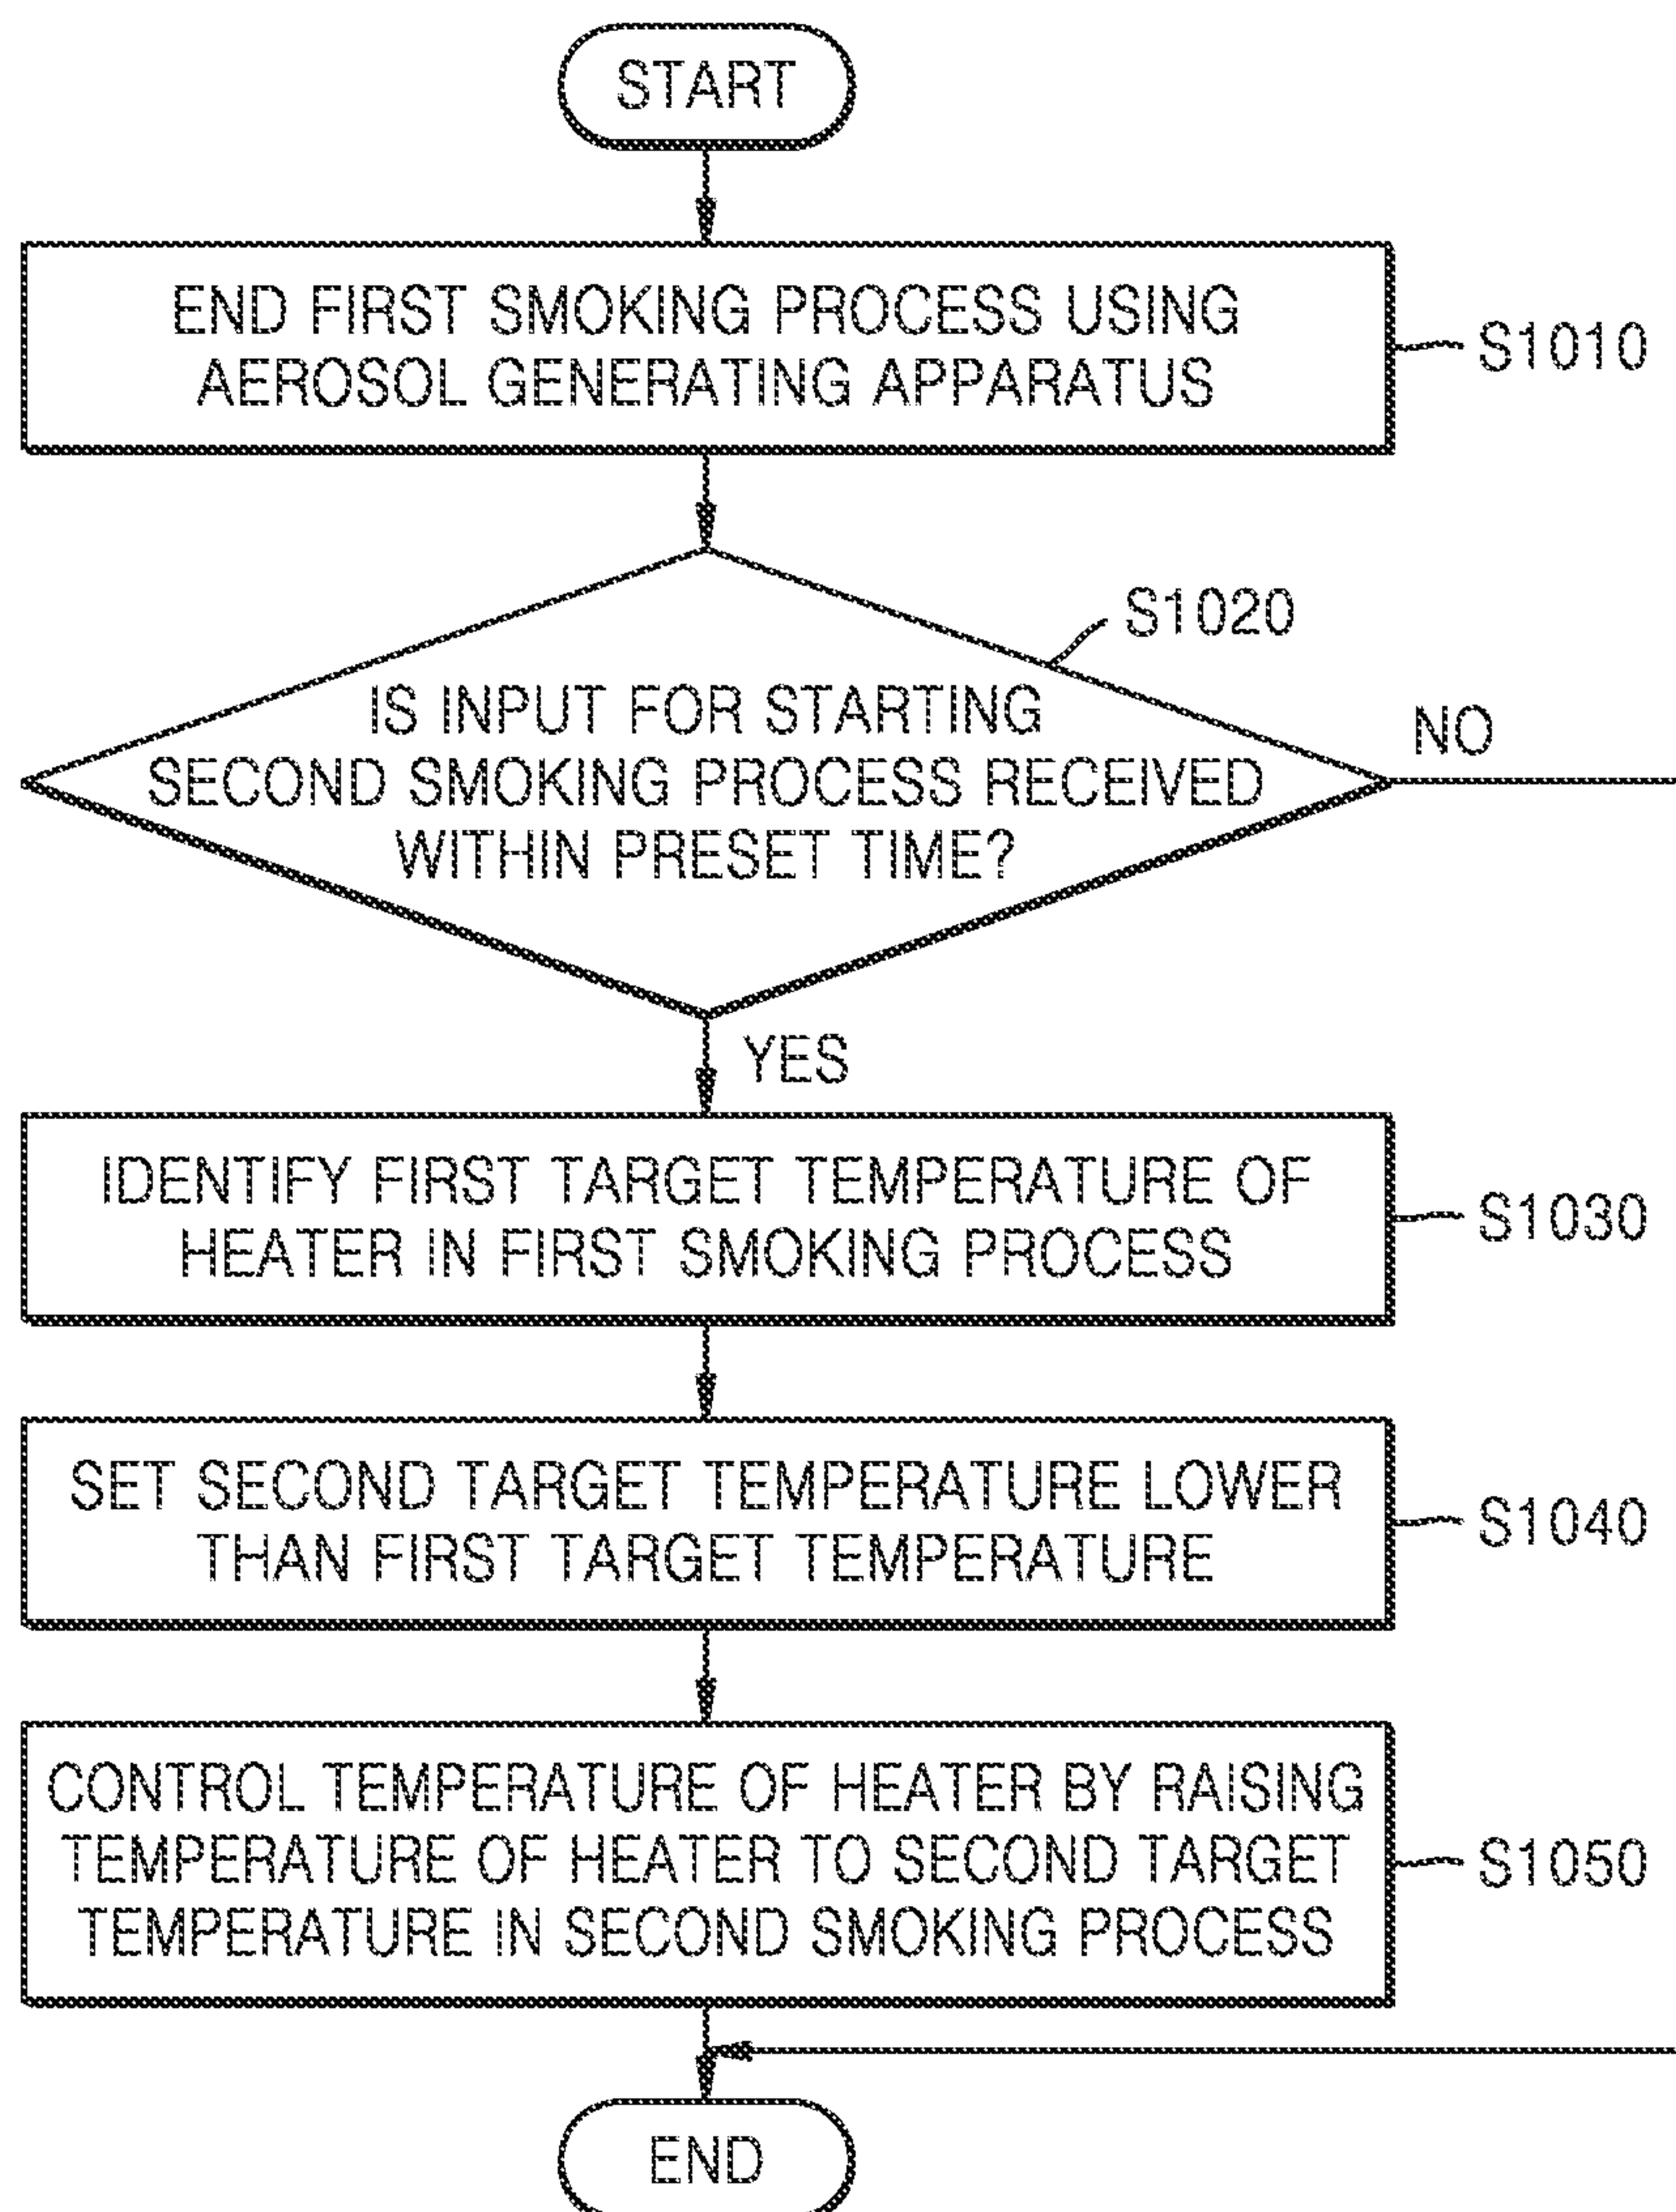 START
END FIRST SMOKING PROCESS USING
AEROSOL GENERATING APPARATUS
S1010
S1020
IS INPUT FOR STARTING
SECOND SMOKING PROCESS RECEIVED
WITHIN PRESET TIME?
NO
YES
IDENTIFY FIRST TARGET TEMPERATURE OF
HEATER IN FIRST SMOKING PROCESS
S1030
SET SECOND TARGET TEMPERATURE LOWER
THAN FIRST TARGET TEMPERATURE
S1040
CONTROL TEMPERATURE OF HEATER BY RAISING
TEMPERATURE OF HEATER TO SECOND TARGET
TEMPERATURE IN SECOND SMOKING PROCESS
S1050
END